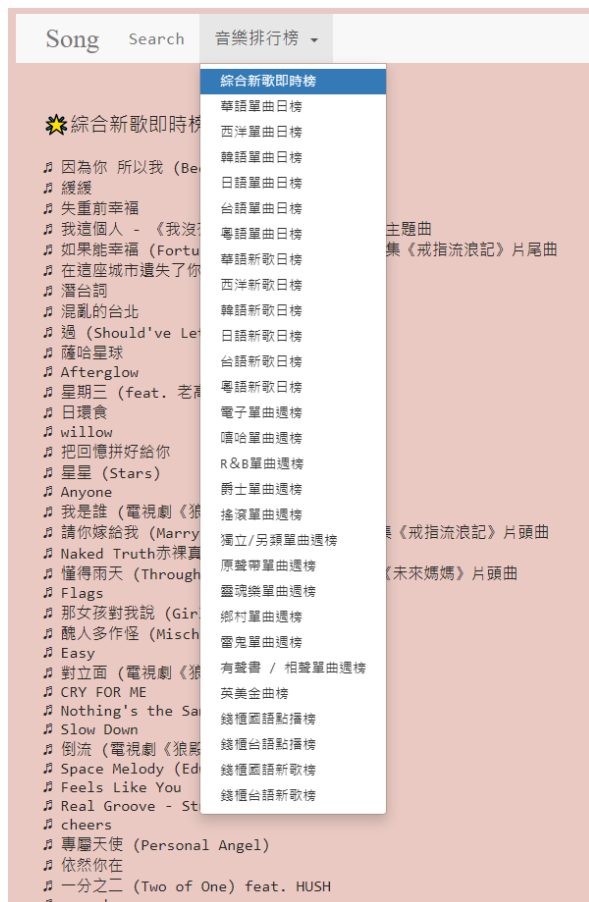 Song Search 音樂排行榜
綜合新歌即時榜
華語單曲日榜
西洋單曲日榜
韓語單曲日榜
日語單曲日榜
台語單曲日榜
粵語單曲日榜
華語新歌日榜
西洋新歌日榜
韓語新歌日榜
日語新歌日榜
台語新歌日榜
粵語新歌日榜
電子單曲週榜
嘻哈單曲週榜
R&B單曲週榜
爵士單曲週榜
搖滾單曲週榜
獨立/另類單曲週榜
原聲帶單曲週榜
靈魂樂單曲週榜
鄉村單曲週榜
雷鬼單曲週榜
有聲書 / 相聲單曲週榜
英美金曲榜
錢櫃國語點播榜
錢櫃台語點播榜
錢櫃國語新歌榜
錢櫃台語新歌榜
🌟綜合新歌即時榜
♬ 因為你 所以我 (Be
♬ 緩緩
♬ 失重前幸福
♬ 我這個人 - 《我沒 主題曲
♬ 如果能幸福 (Fortu 集《戒指流浪記》片尾曲
♬ 在這座城市遺失了你
♬ 潛台詞
♬ 混亂的台北
♬ 過 (Should've Le
♬ 薩哈星球
♬ Afterglow
♬ 星期三 (feat. 老高
♬ 日環食
♬ willow
♬ 把回憶拼好給你
♬ 星星 (Stars)
♬ Anyone
♬ 我是誰 (電視劇《狼
♬ 請你嫁給我 (Marry 集《戒指流浪記》片頭曲
♬ Naked Truth赤裸真
♬ 懂得雨天 (Through 《未來媽媽》片頭曲
♬ Flags
♬ 那女孩對我說 (Gir
♬ 醜人多作怪 (Misch
♬ Easy
♬ 對立面 (電視劇《狼
♬ CRY FOR ME
♬ Nothing's the Sa
♬ Slow Down
♬ 倒流 (電視劇《狼殿
♬ Space Melody (Ed
♬ Feels Like You
♬ Real Groove - St
♬ cheers
♬ 專屬天使 (Personal Angel)
♬ 依然你在
♬ 一分之二 (Two of One) feat. HUSH